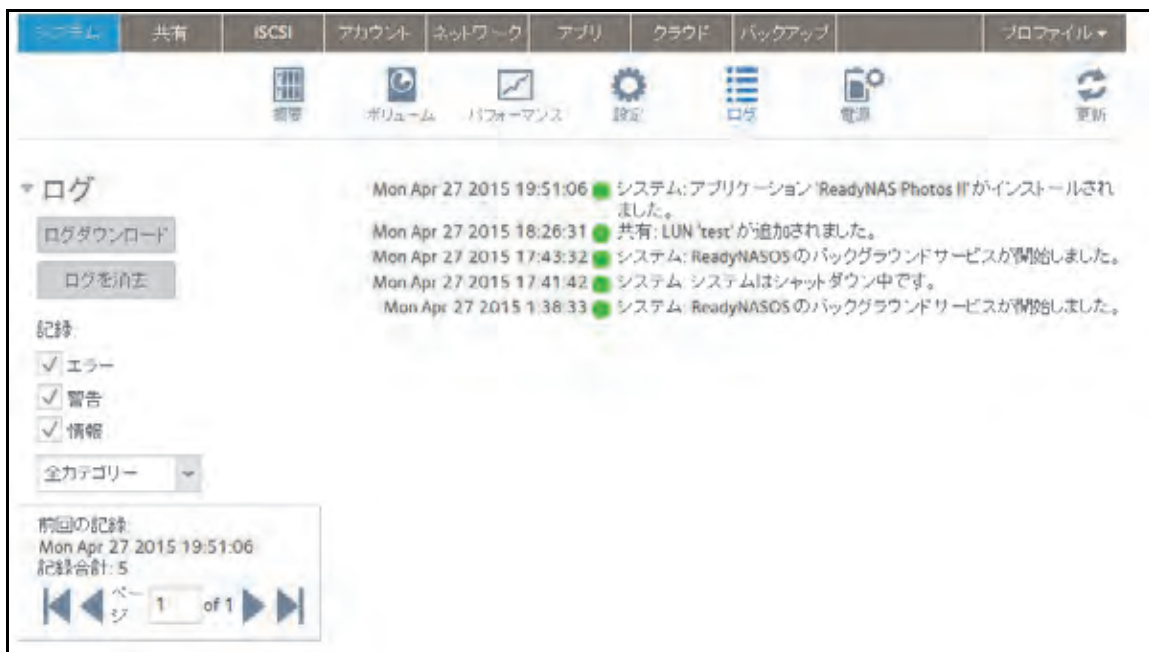 システム 共有 iSCSI アカウント ネットワーク アプリ クラウド バックアップ プロファイル
概要 ボリューム パフォーマンス 設定 ログ 電源 更新
ログ
ログダウンロード
ログを消去
記録:
エラー
警告
情報
全カテゴリー
前回の記録:
Mon Apr 27 2015 19:51:06
記録合計: 5
ページ 1 of 1
Mon Apr 27 2015 19:51:06 システム: アプリケーション 'ReadyNAS Photos II' がインストールされ
ました。
Mon Apr 27 2015 18:26:31 共有: LUN 'test' が追加されました。
Mon Apr 27 2015 17:43:32 システム: ReadyNASOS のバックグラウンドサービスが開始しました。
Mon Apr 27 2015 17:41:42 システム: システムはシャットダウン中です。
Mon Apr 27 2015 1:38:33 システム: ReadyNASOS のバックグラウンドサービスが開始しました。